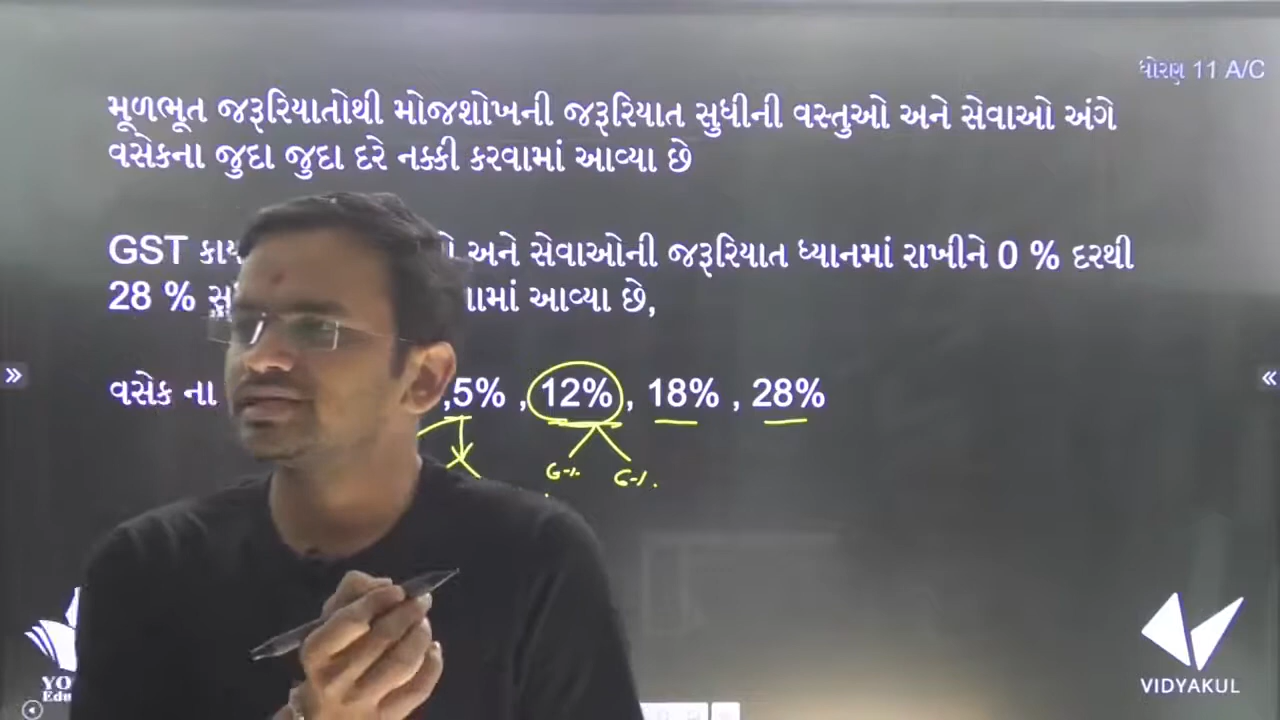 ધોરણ 11 A/C
મૂળભૂત જરૂરિયાતોથી મોજશોખની જરૂરિયાત સુધીની વસ્તુઓ અને સેવાઓ અંગે
વસેકના જુદા જુદા દરે નક્કી કરવામાં આવ્યા છે
GST અને સેવાઓની જરૂરિયાત ધ્યાનમાં રાખીને 0 % દરથી
28 % આવ્યા છે,
વસેક ના ,5% , 12% , 18% , 28%
6% 6%.
VIDYAKUL